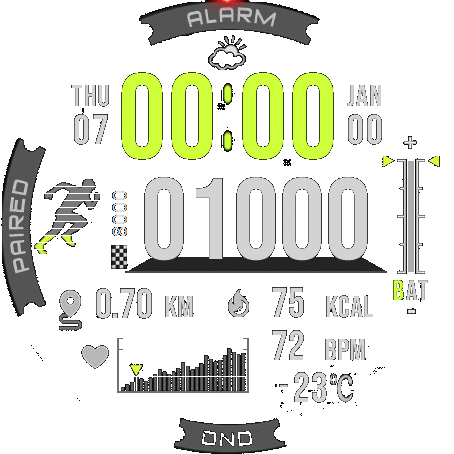 ALARM
THU 00:00 JAN
07 00
PAIRED
01000
BAT
0.70 KM 75 KCAL
72 BPM
-23°C
DND